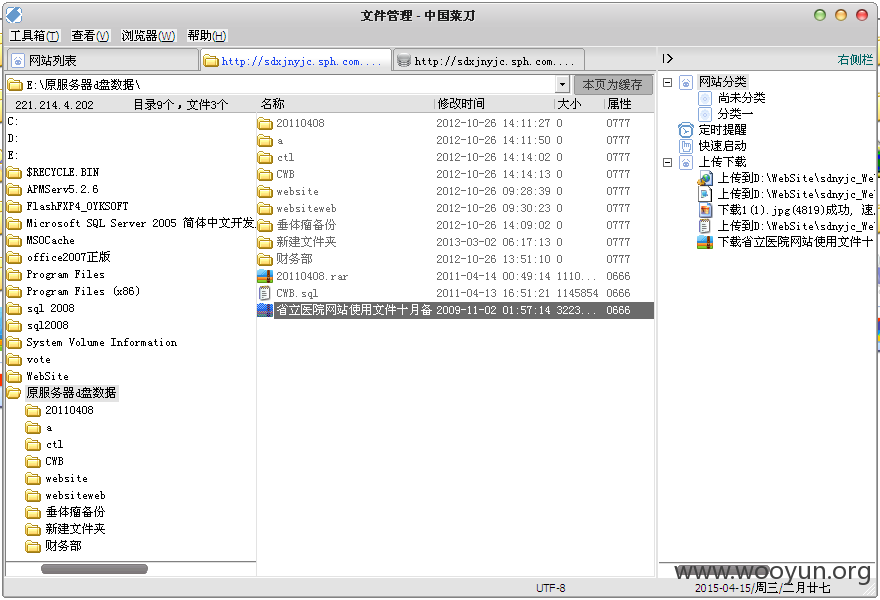 文件管理 - 中国菜刀
工具箱(T) 查看(V) 浏览器(W) 帮助(H)
网站列表
http://sdxjnyjc.sph.com....
http://sdxjnyjc.sph.com....
右侧栏
E:\原服务器d盘数据\
本页为缓存
221.214.4.202 目录9个，文件3个
C:
D:
E:
$RECYCLE.BIN
APMServ5.2.6
FlashFXP4_OYKSOFT
Microsoft SQL Server 2005 简体中文开发
MSOCache
office2007正版
Program Files
Program Files (x86)
sql 2008
sql2008
System Volume Information
vote
WebSite
原服务器d盘数据
20110408
a
ctl
CWB
website
websiteweb
垂体瘤备份
新建文件夹
财务部
名称 修改时间 大小 属性
20110408 2012-10-26 14:11:27 0 0777
a 2012-10-26 14:11:50 0 0777
ctl 2012-10-26 14:14:02 0 0777
CWB 2012-10-26 14:14:13 0 0777
website 2012-10-26 09:28:39 0 0777
websiteweb 2012-10-26 09:30:23 0 0777
垂体瘤备份 2012-10-26 14:09:02 0 0777
新建文件夹 2013-03-02 06:17:13 0 0777
财务部 2012-10-26 13:51:10 0 0777
20110408.rar 2011-04-14 00:49:14 1110... 0666
CWB.sql 2011-04-13 16:51:21 1145854 0666
省立医院网站使用文件十月备 2009-11-02 01:57:14 3223... 0666
网站分类
尚未分类
分类一
定时提醒
快速启动
上传下载
上传到D:\WebSite\sdnyjc_We
上传到D:\WebSite\sdnyjc_We
下载1(1).jpg(4819)成功, 速
上传到D:\WebSite\sdnyjc_We
下载省立医院网站使用文件十
www.wooyun.org
UTF-8
2015-04-15/周三/二月廿七